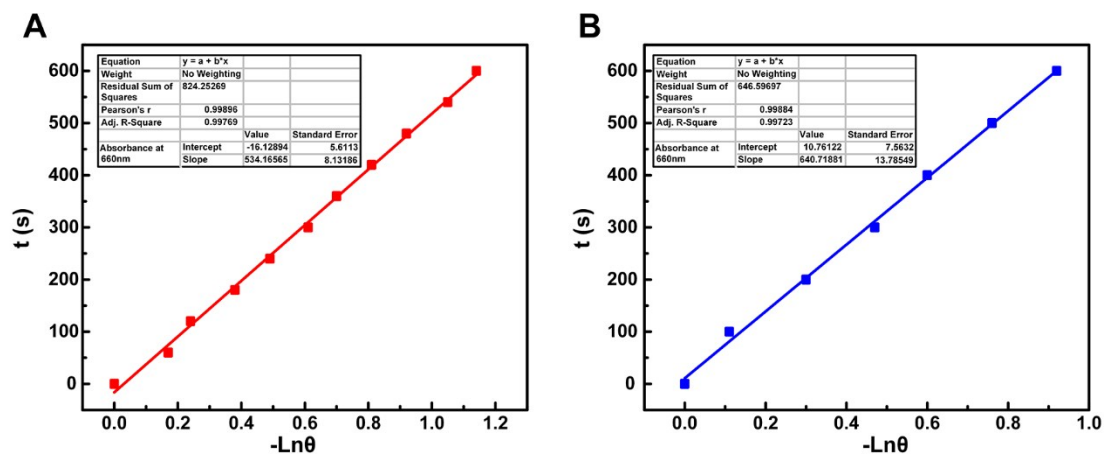 A
Equation y = a + b*x
Weight No Weighting
Residual Sum of Squares 824.25269
Pearson's r 0.99896
Adj. R-Square 0.99769
Value Standard Error
Absorbance at 660nm Intercept -16.12894 5.6113
Slope 534.16565 8.13186
600
500
400
300
200
100
0
t (s)
0.0 0.2 0.4 0.6 0.8 1.0 1.2
-Lnθ
B
Equation y = a + b*x
Weight No Weighting
Residual Sum of Squares 646.59697
Pearson's r 0.99884
Adj. R-Square 0.99723
Value Standard Error
Absorbance at 660nm Intercept 10.76122 7.5632
Slope 640.71881 13.78549
600
500
400
300
200
100
0
t (s)
0.0 0.2 0.4 0.6 0.8 1.0
-Lnθ